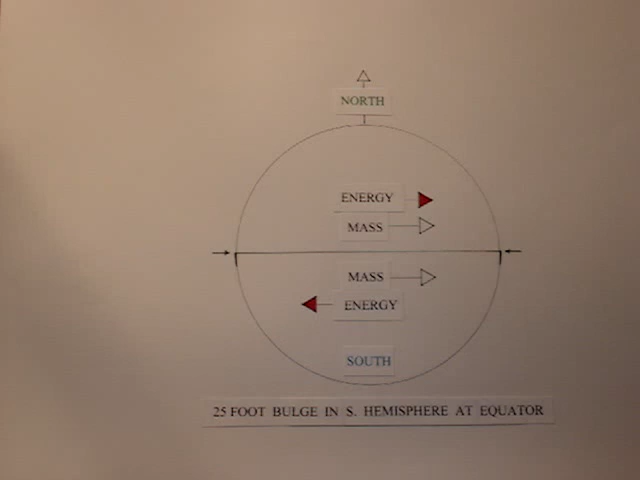 NORTH
ENERGY
MASS
MASS
ENERGY
SOUTH
25 FOOT BULGE IN S. HEMISPHERE AT EQUATOR